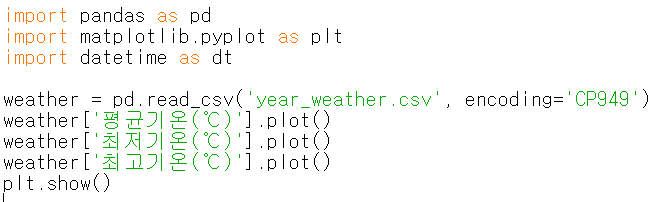 import pandas as pd
import matplotlib.pyplot as plt
import datetime as dt
weather = pd.read_csv('year_weather.csv', encoding='CP949')
weather['평균기온(℃)'].plot()
weather['최저기온(℃)'].plot()
weather['최고기온(℃)'].plot()
plt.show()